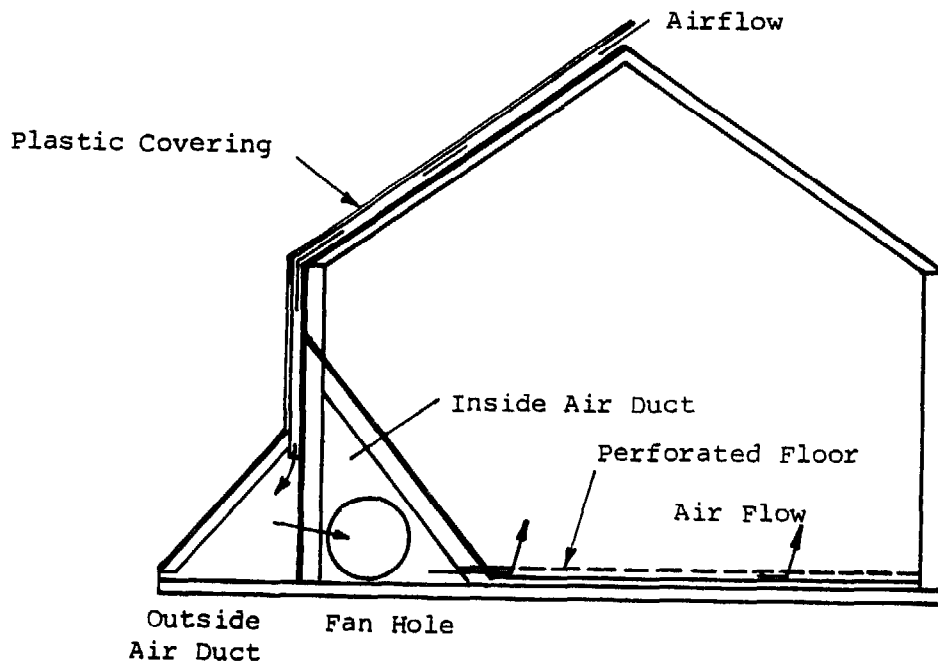 Airflow
Plastic Covering
Inside Air Duct
Perforated Floor
Air Flow
Outside
Air Duct
Fan Hole